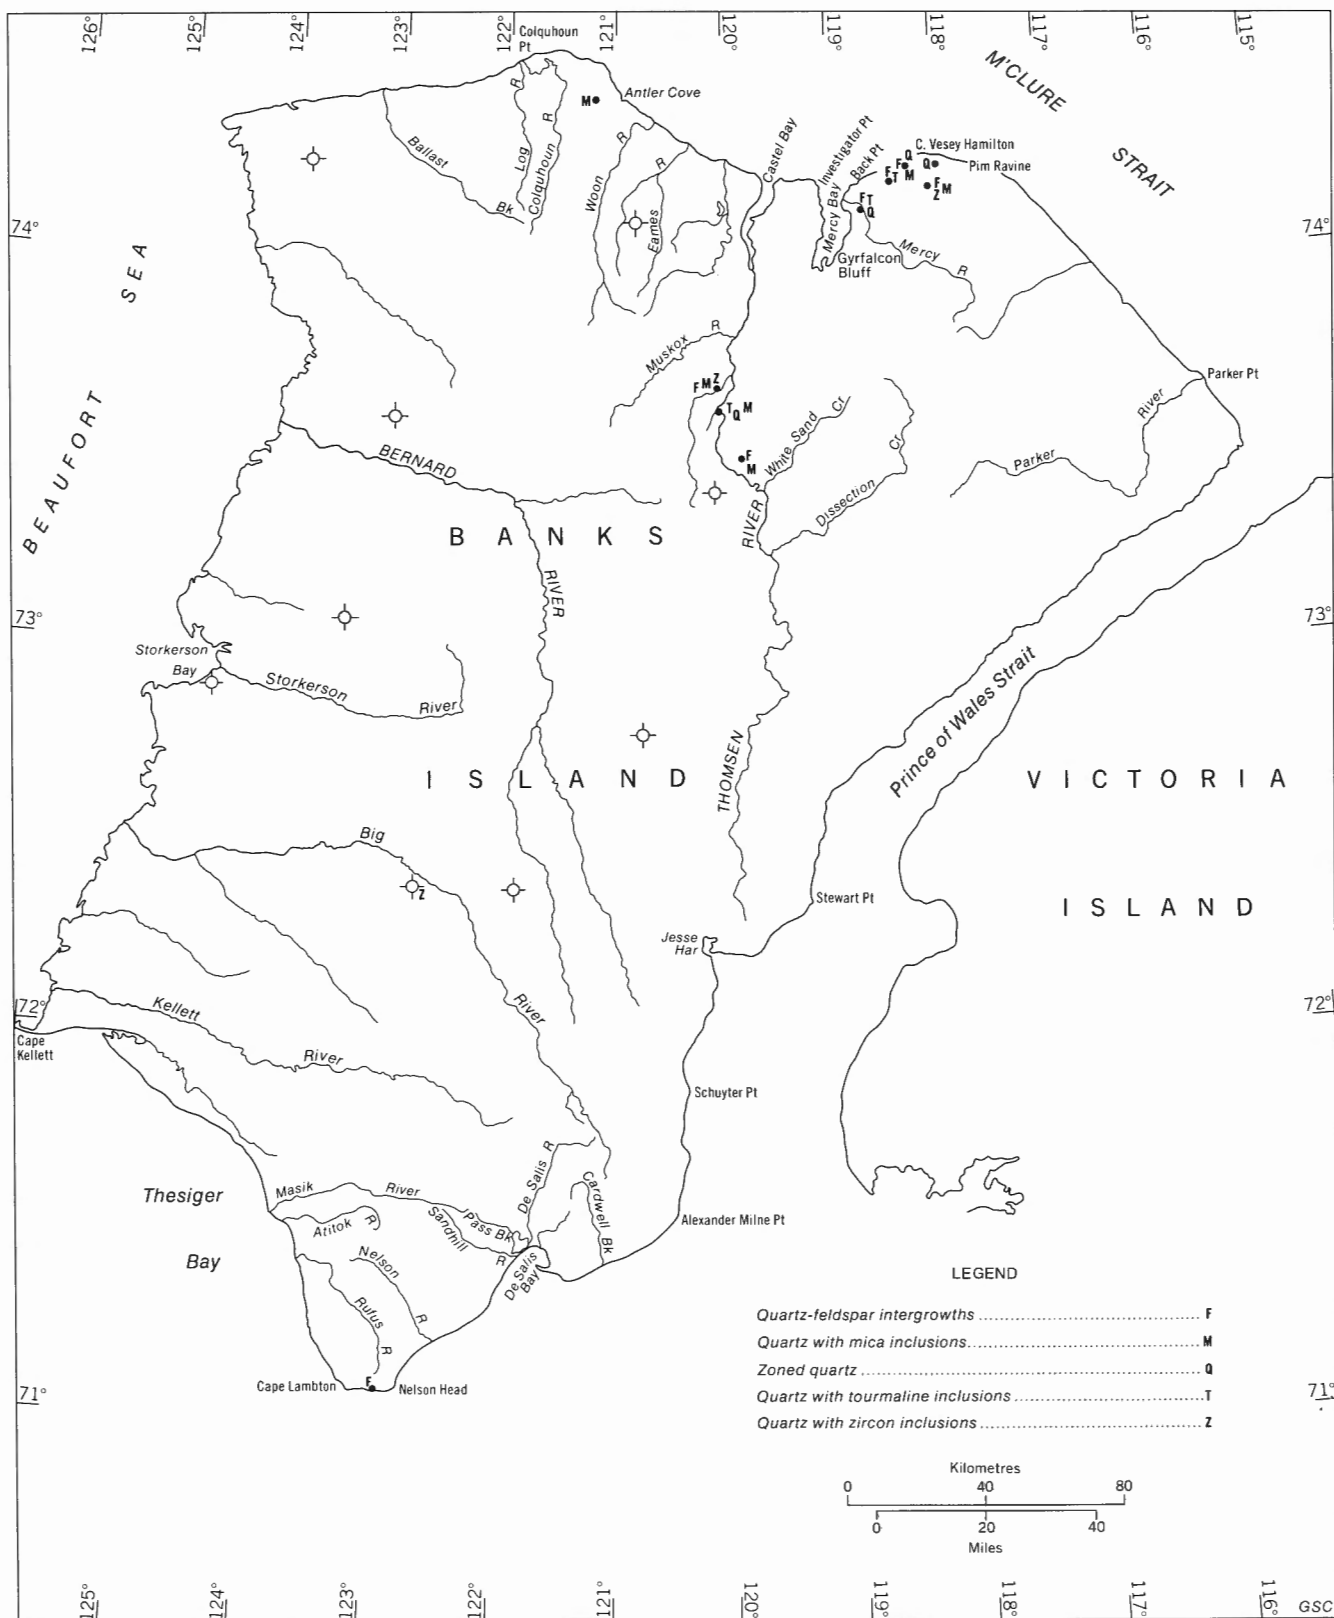 126° 125° 124° 123° 122° 121° 120° 119° 118° 117° 116° 115°
Colquhoun
Pt
M'CLURE
STRAIT
M
Antler Cove
Log R
Colquhoun R
Ballast
Bk
Woon R
Eames R
Castel Bay
Investigator Pt
Back Pt
Mercy Bay
C. Vesey Hamilton
Pim Ravine
Q
F
M
Q
F
T
F
Z M
F T
Q
Gyrfalcon
Bluff
Mercy R
74°
74°
BEAUFORT SEA
Muskox R
F M Z
T Q M
F
M
White Sand Cr
Dissection Cr
Parker River
Parker Pt
BERNARD
RIVER
BANKS
RIVER
73°
73°
Storkerson
Bay
Storkerson
River
THOMSEN
Prince of Wales Strait
ISLAND
VICTORIA
ISLAND
Big
Z
River
Stewart Pt
Jesse
Har
72°
72°
Cape
Kellett
Kellett
River
Schuyter Pt
Thesiger
Bay
Masik
River
Atitok R
De Salis R
Cardwell Bk
Pass Bk
Sandhill
R
De Salis
Bay
Alexander Milne Pt
Nelson
R
Rufus
R
F
Cape Lambton
Nelson Head
71°
71°
LEGEND
Quartz-feldspar intergrowths ........ F
Quartz with mica inclusions ........ M
Zoned quartz ........ Q
Quartz with tourmaline inclusions ........ T
Quartz with zircon inclusions ........ Z
Kilometres
0 40 80
0 20 40
Miles
125° 124° 123° 122° 121° 120° 119° 118° 117° 116°
GSC